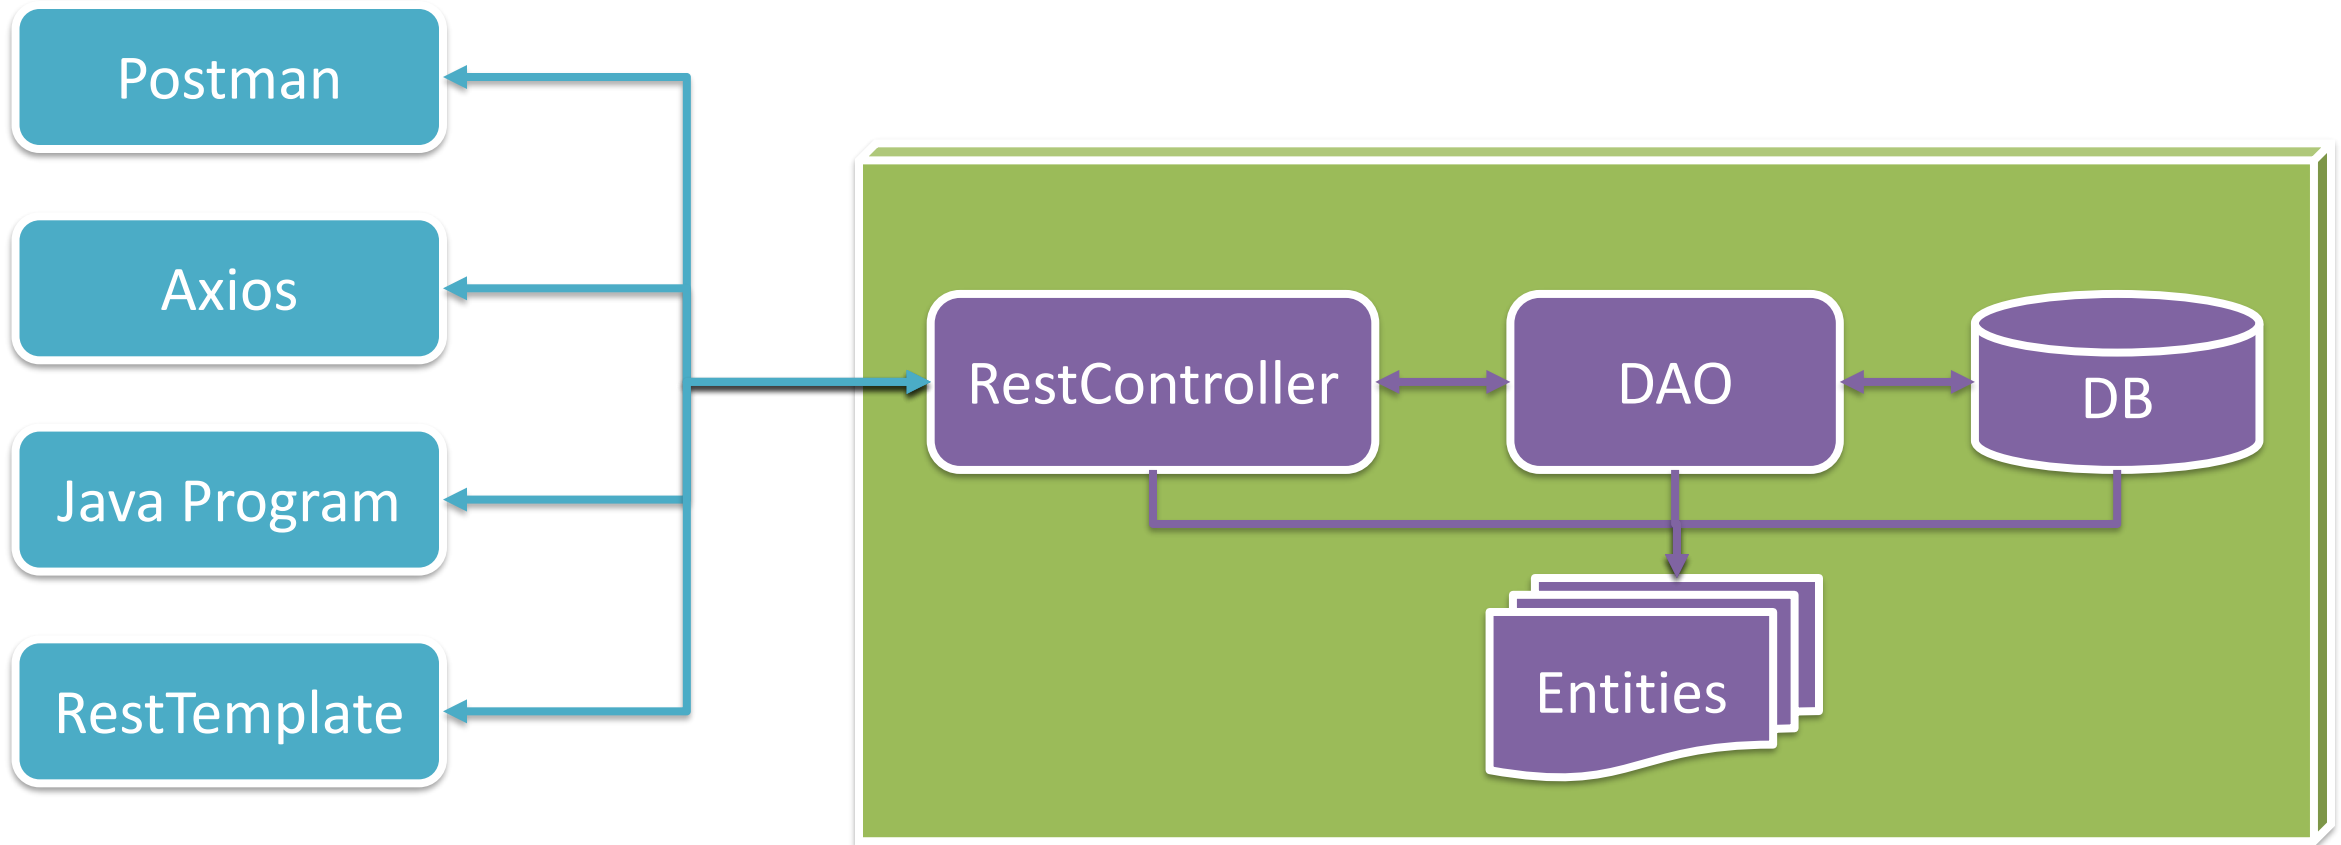 Postman
Axios
Java Program
RestTemplate
RestController
DAO
DB
Entities